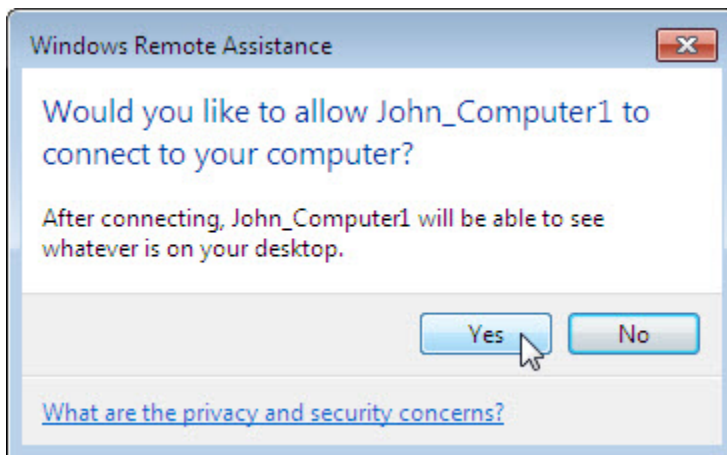 Windows Remote Assistance
Would you like to allow John_Computer1 to
connect to your computer?
After connecting, John_Computer1 will be able to see
whatever is on your desktop.
Yes
No
What are the privacy and security concerns?